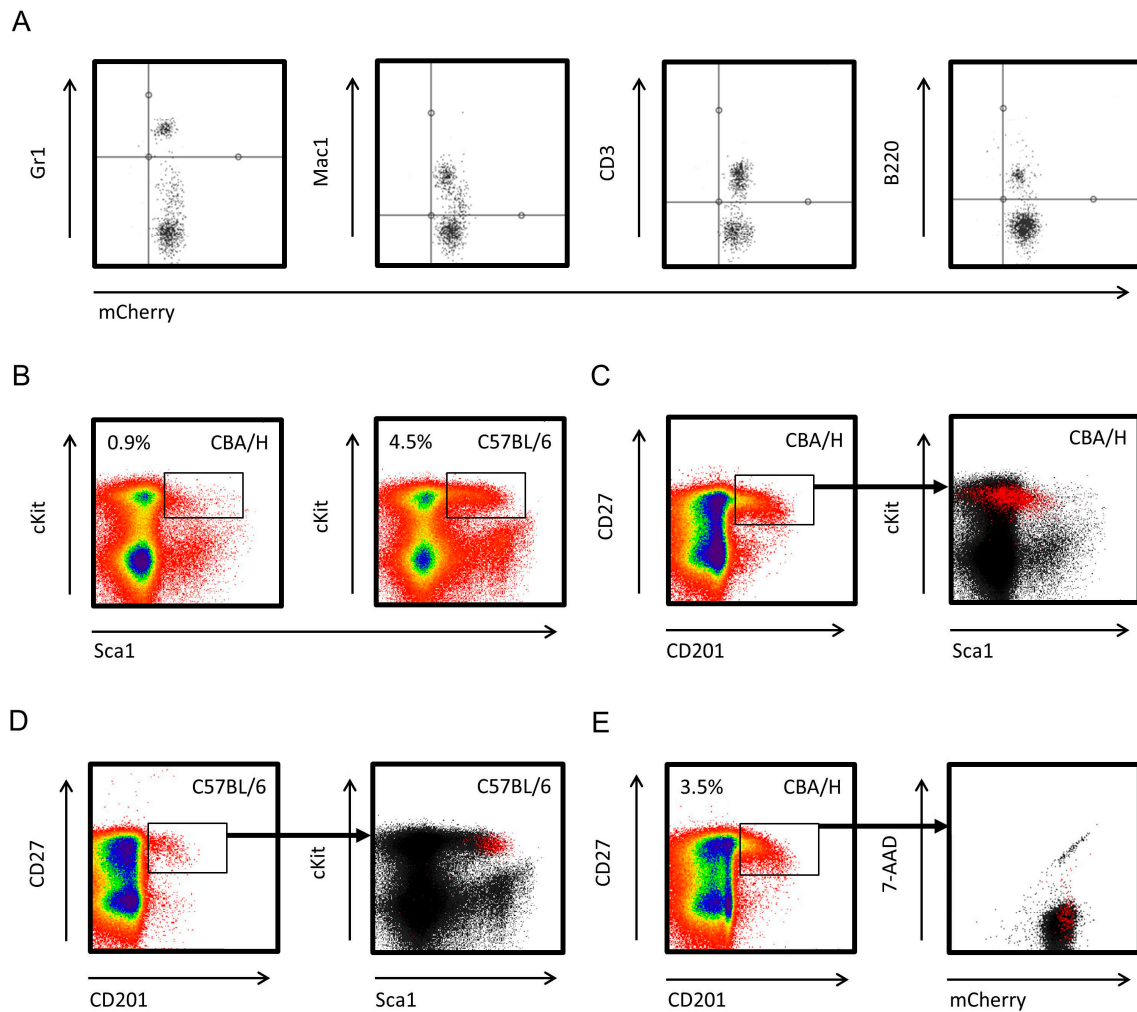 A
Gr1
Mac1
CD3
B220
mCherry
B
cKit
0.9% CBA/H
cKit
4.5% C57BL/6
Sca1
C
CD27
CBA/H
CD201
cKit
CBA/H
Sca1
D
CD27
C57BL/6
CD201
cKit
C57BL/6
Sca1
E
CD27
3.5% CBA/H
CD201
7-AAD
mCherry